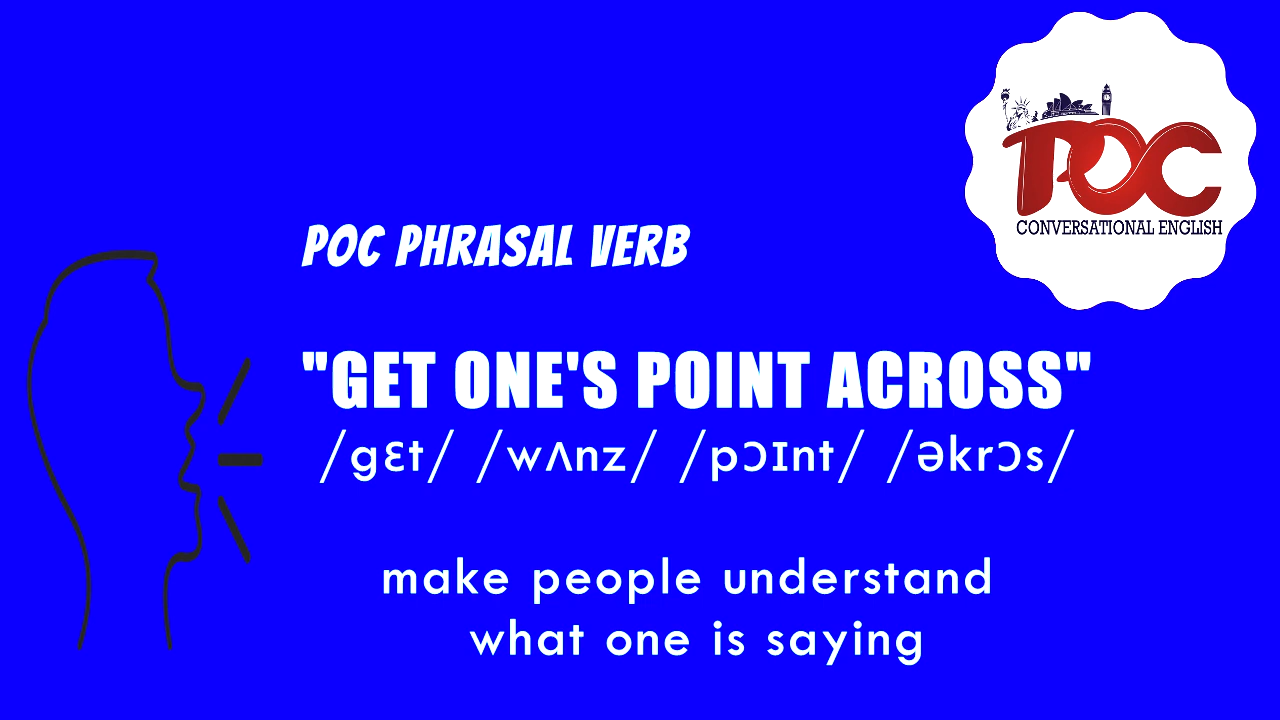 POC
CONVERSATIONAL ENGLISH
POC PHRASAL VERB
"GET ONE'S POINT ACROSS"
/gɛt/ /wʌnz/ /pɔɪnt/ /əkrɔs/
make people understand
what one is saying